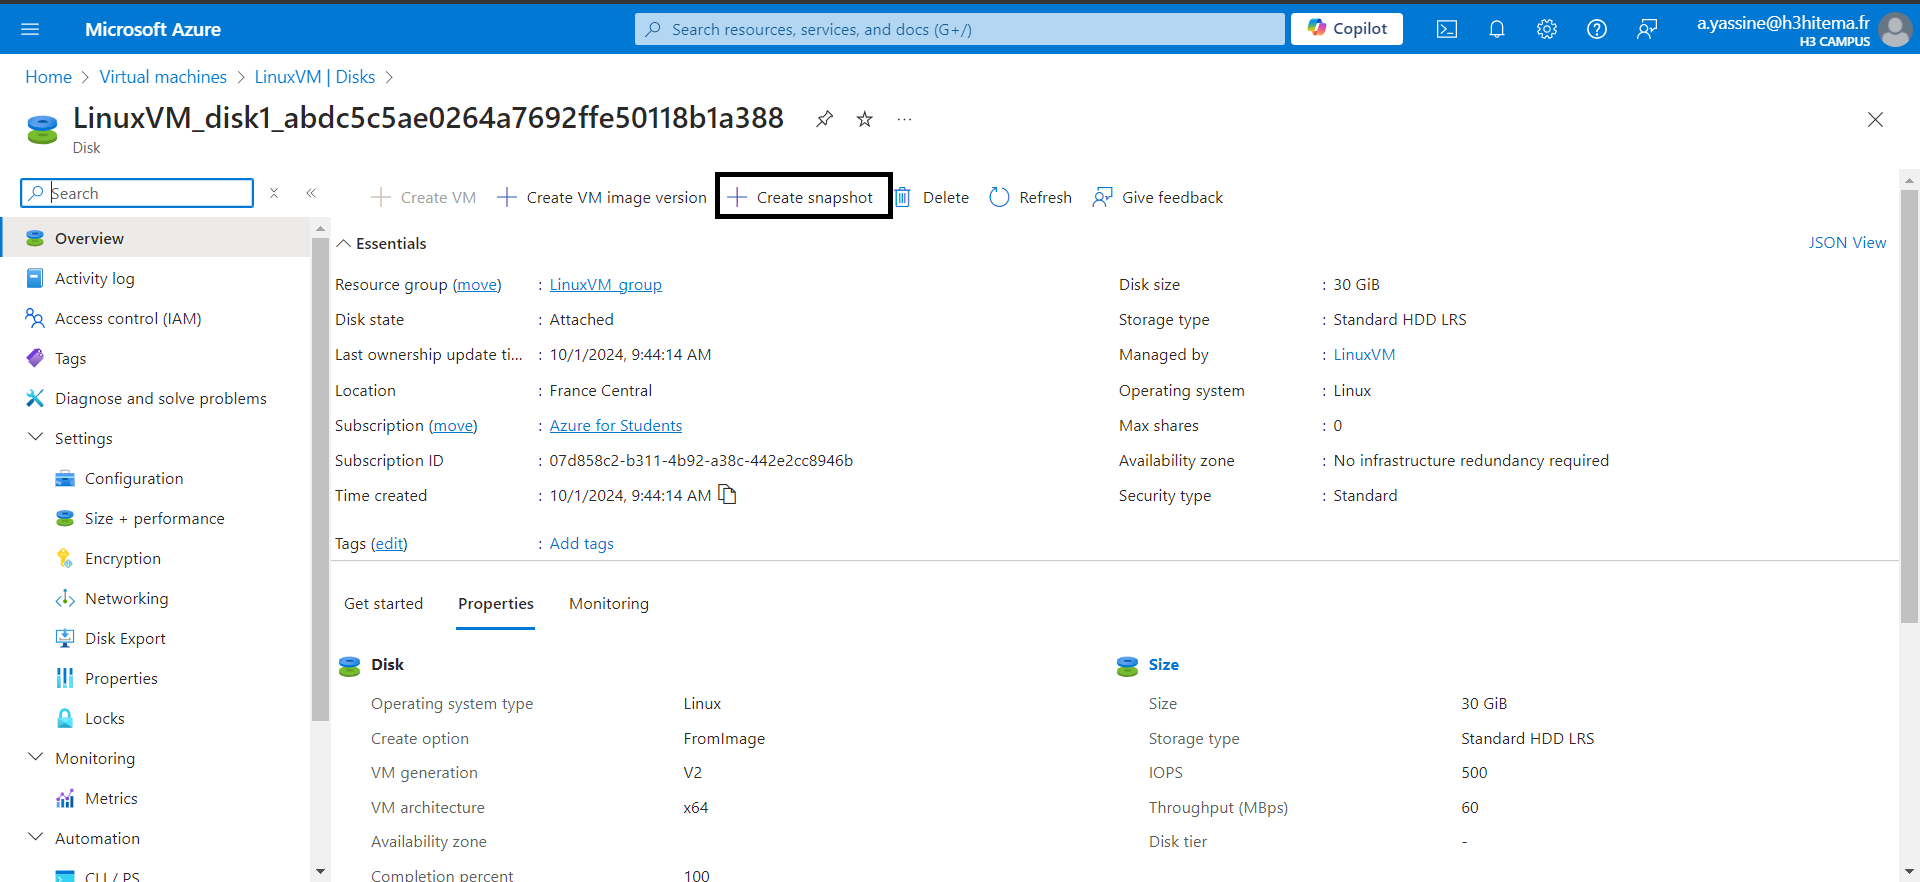 Microsoft Azure
Search resources, services, and docs (G+/)
Copilot
a.yassine@h3hitema.fr
H3 CAMPUS
Home > Virtual machines > LinuxVM | Disks >
LinuxVM_disk1_abdc5c5ae0264a7692ffe50118b1a388
Disk
Search
Create VM
Create VM image version
Create snapshot
Delete
Refresh
Give feedback
Overview
Activity log
Access control (IAM)
Tags
Diagnose and solve problems
Settings
Configuration
Size + performance
Encryption
Networking
Disk Export
Properties
Locks
Monitoring
Metrics
Automation
CLI / PS
Essentials
JSON View
Resource group (move) : LinuxVM_group
Disk state : Attached
Last ownership update ti... : 10/1/2024, 9:44:14 AM
Location : France Central
Subscription (move) : Azure for Students
Subscription ID : 07d858c2-b311-4b92-a38c-442e2cc8946b
Time created : 10/1/2024, 9:44:14 AM
Tags (edit) : Add tags
Disk size : 30 GiB
Storage type : Standard HDD LRS
Managed by : LinuxVM
Operating system : Linux
Max shares : 0
Availability zone : No infrastructure redundancy required
Security type : Standard
Get started
Properties
Monitoring
Disk
Operating system type Linux
Create option FromImage
VM generation V2
VM architecture x64
Availability zone
Completion percent 100
Size
Size 30 GiB
Storage type Standard HDD LRS
IOPS 500
Throughput (MBps) 60
Disk tier -